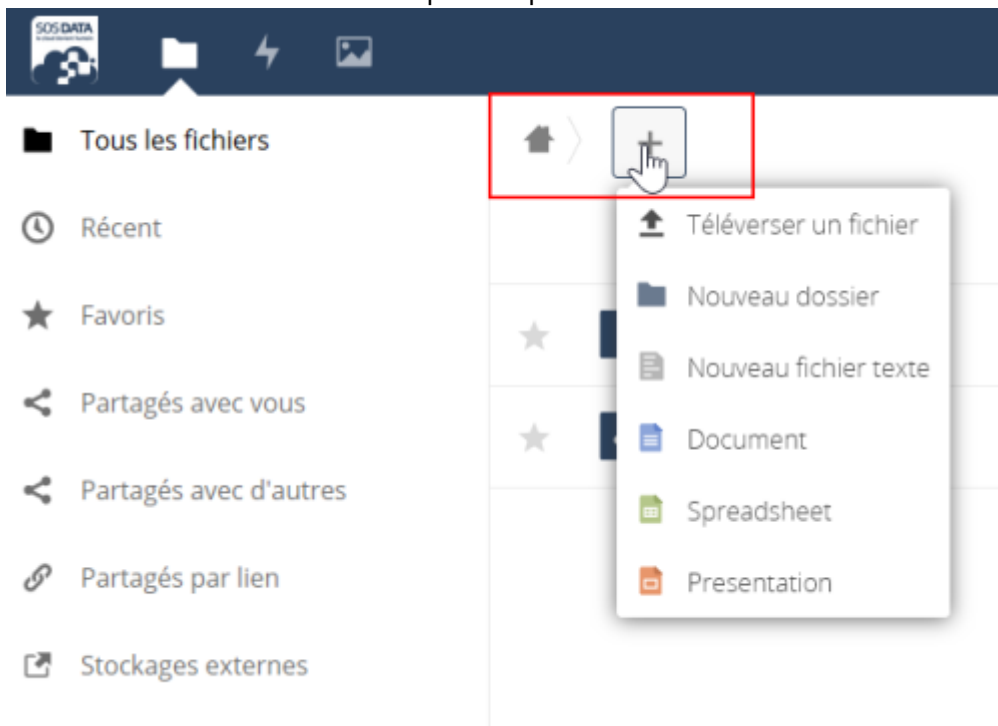 SOS DATA
Tous les fichiers
Récent
Favoris
Partagés avec vous
Partagés avec d'autres
Partagés par lien
Stockages externes
+
Téléverser un fichier
Nouveau dossier
Nouveau fichier texte
Document
Spreadsheet
Presentation